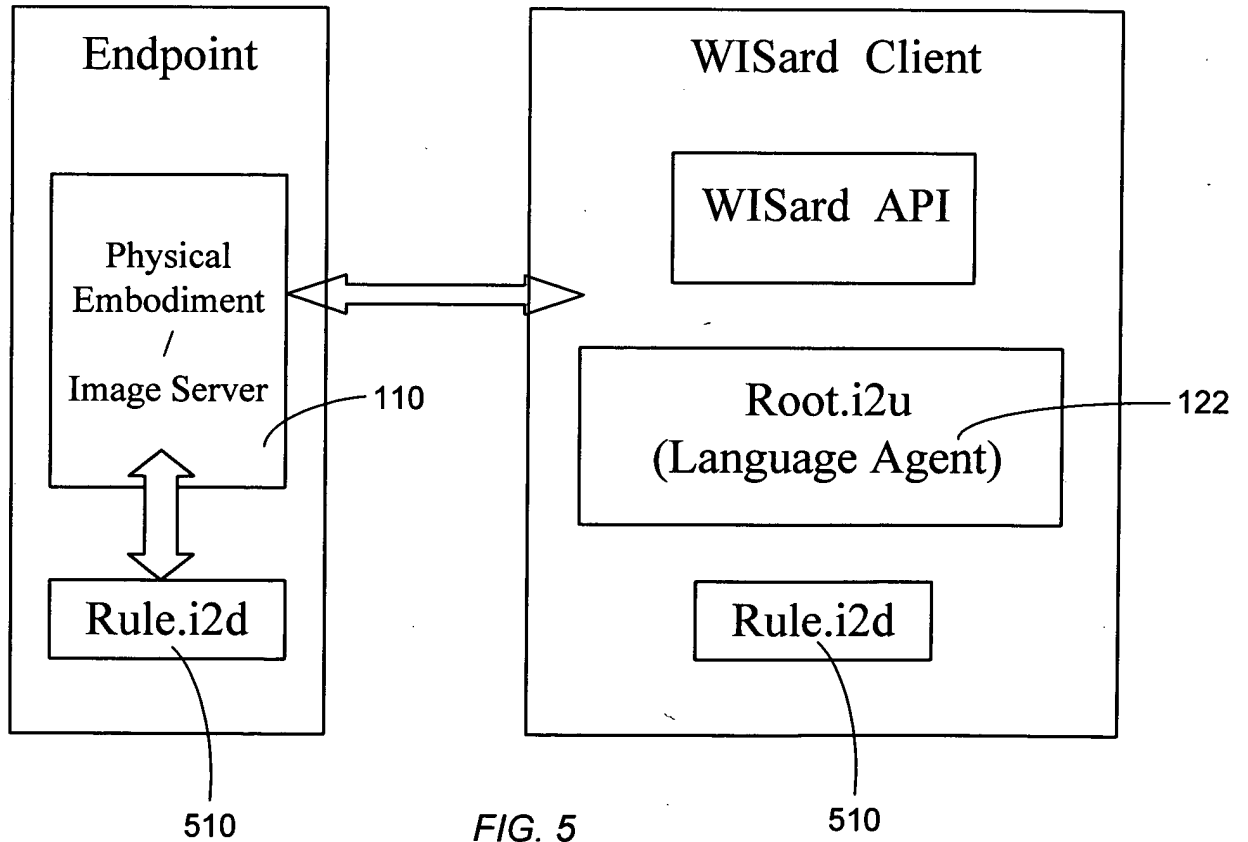 Endpoint
Physical
Embodiment
/
Image Server
110
Rule.i2d
510
WISard Client
WISard API
Root.i2u
(Language Agent)
122
Rule.i2d
510
FIG. 5